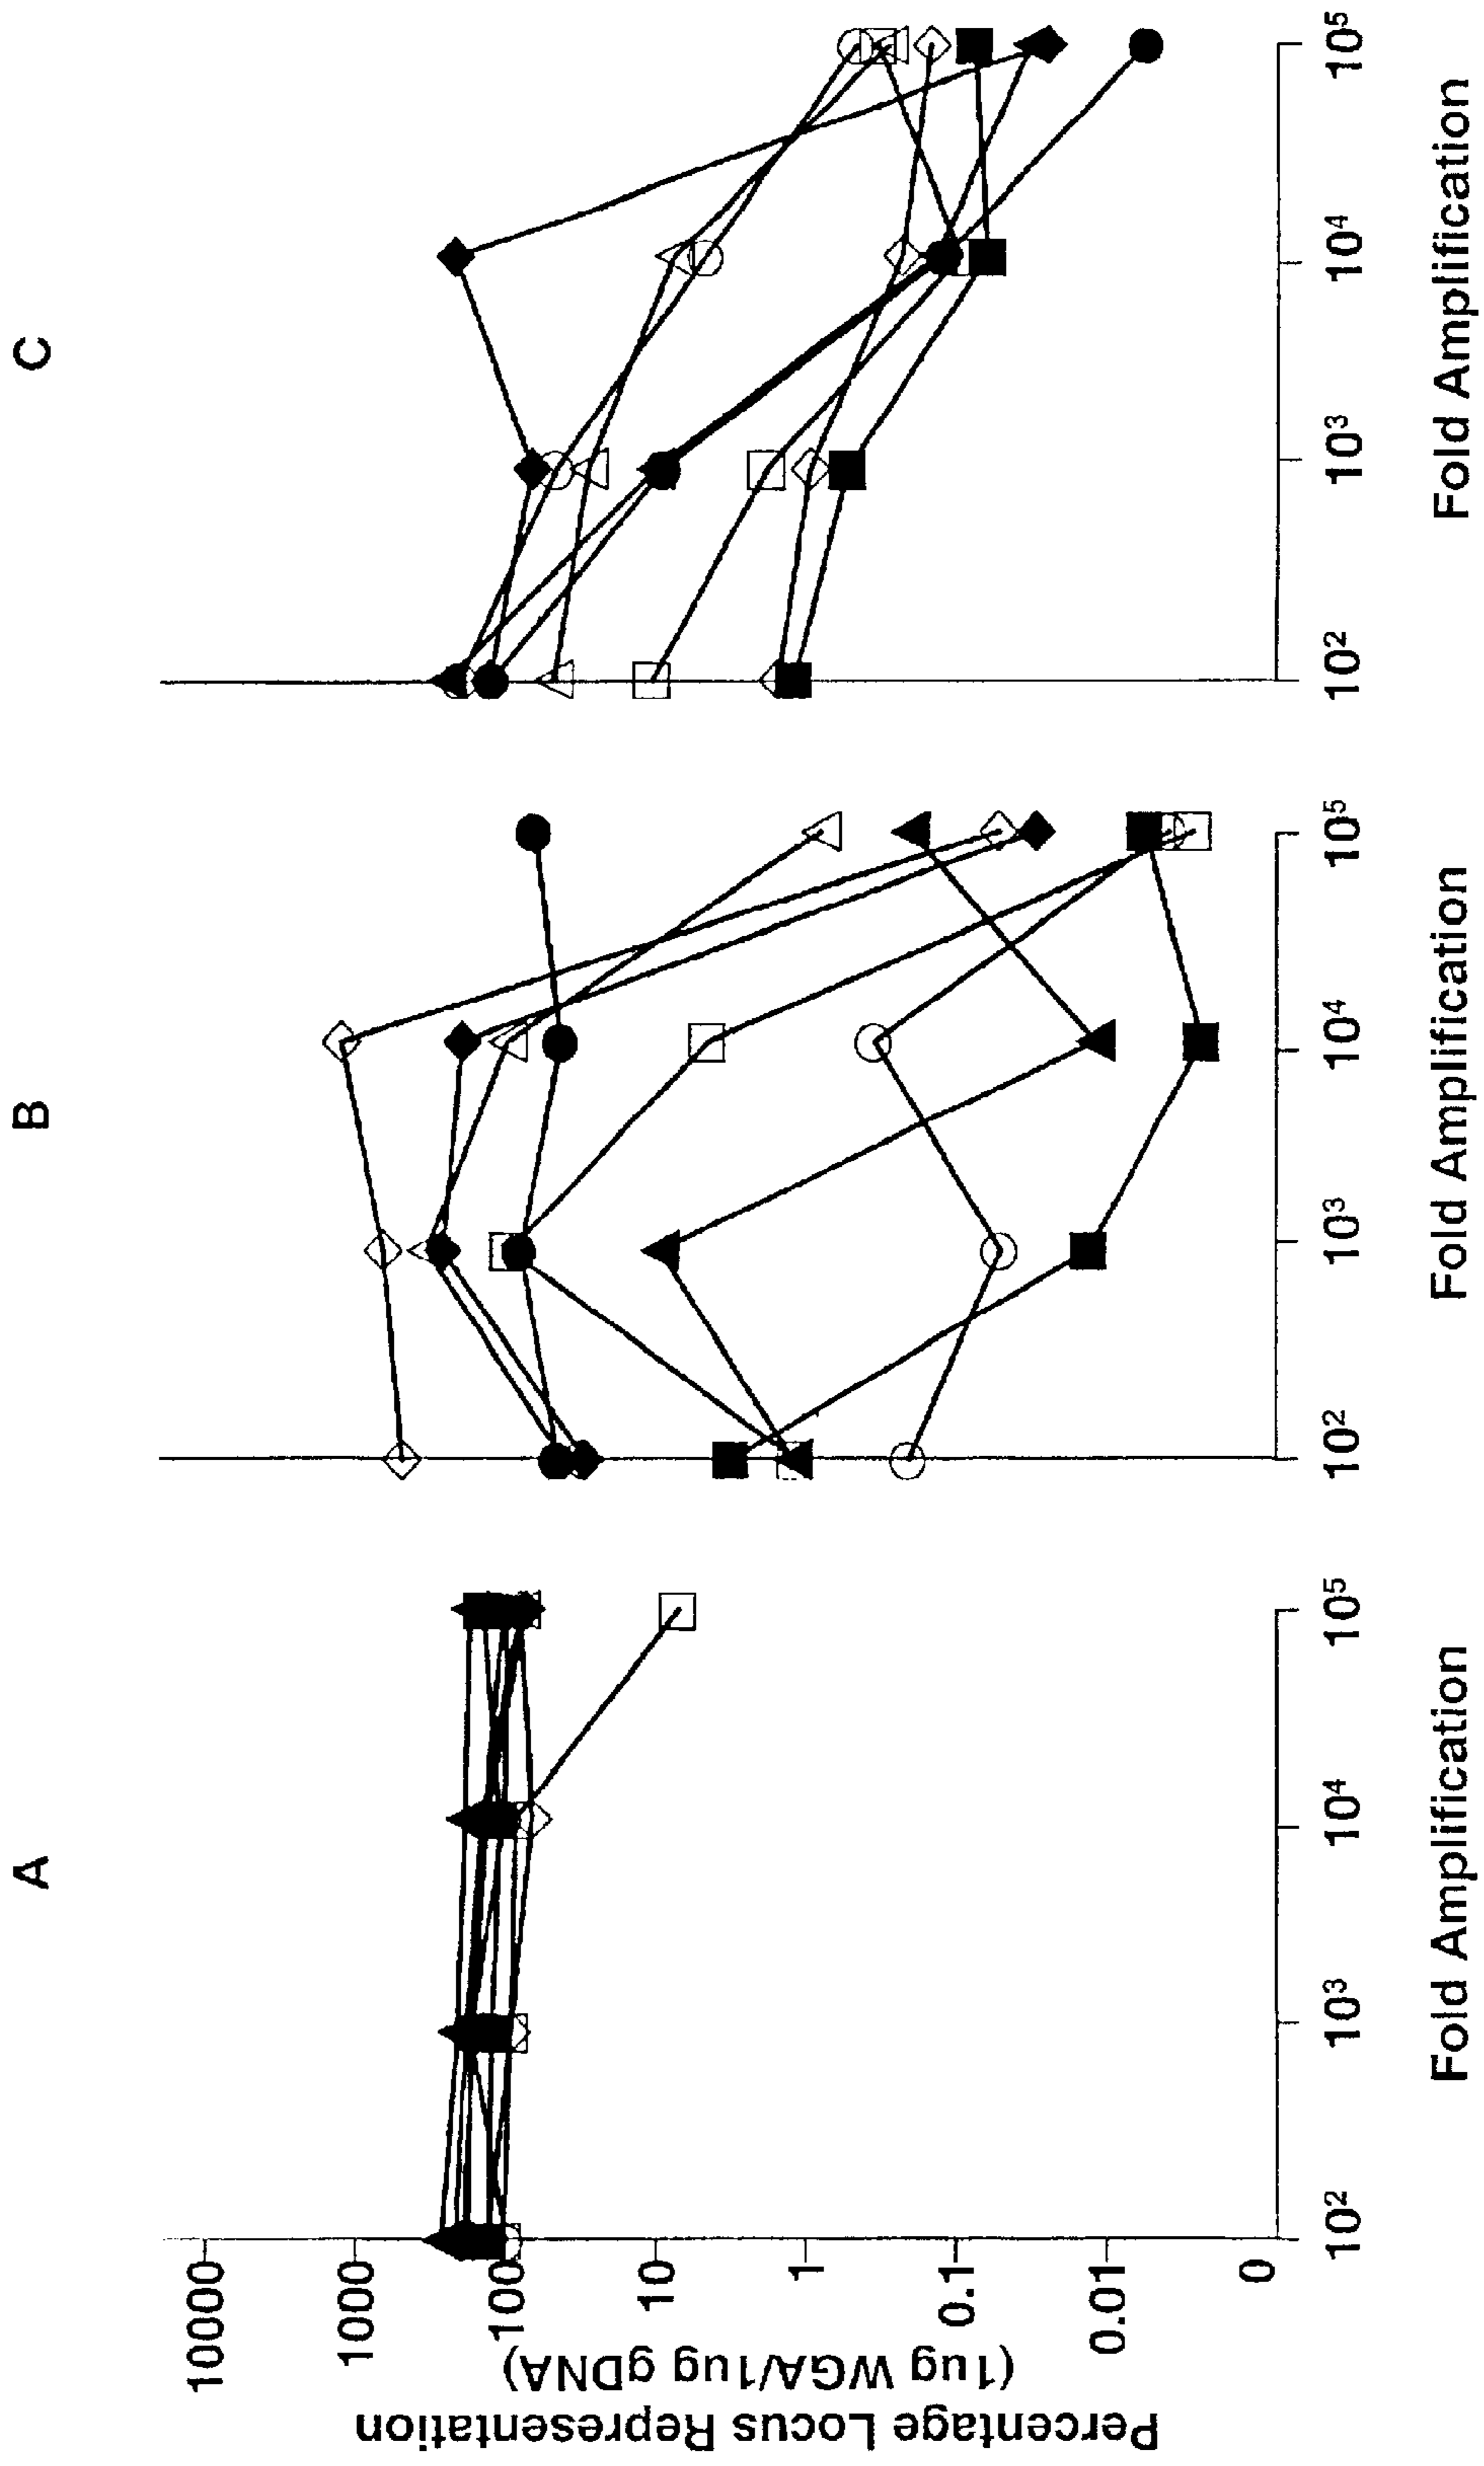 A
B
C
Percentage Locus Representation
(1ug WGA/1ug gDNA)
10000
1000
100
10
1
0.1
0.01
0
10²
10³
10⁴
10⁵
Fold Amplification
10²
10³
10⁴
10⁵
Fold Amplification
10²
10³
10⁴
10⁵
Fold Amplification